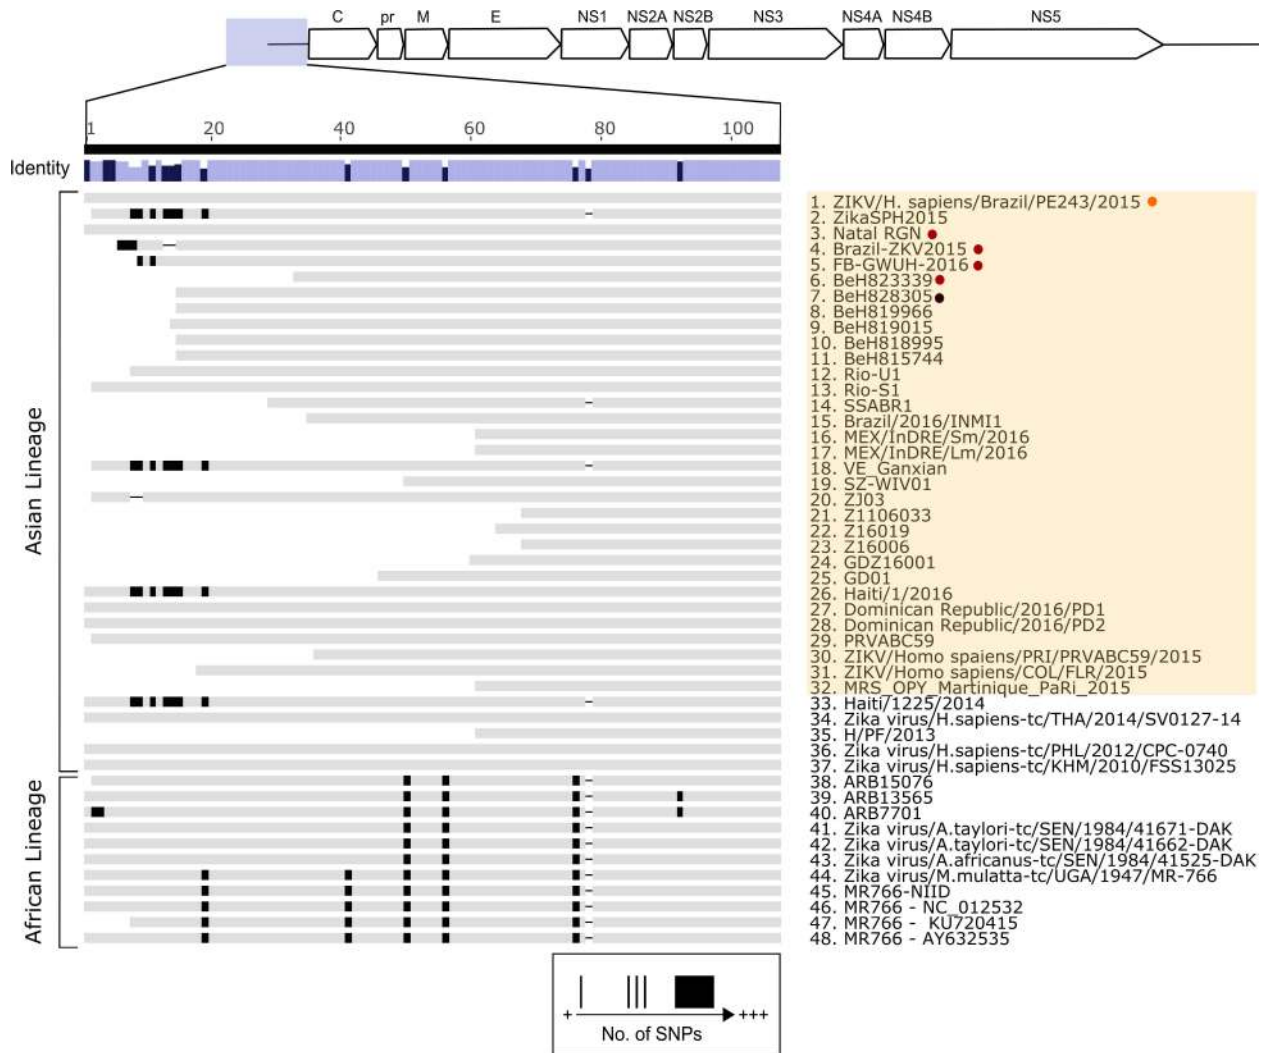 C pr M E NS1 NS2A NS2B NS3 NS4A NS4B NS5
1 20 40 60 80 100
Identity
Asian Lineage
African Lineage
1. ZIKV/H. sapiens/Brazil/PE243/2015
2. ZikaSPH2015
3. Natal RGN
4. Brazil-ZKV2015
5. FB-GWUH-2016
6. BeH823339
7. BeH828305
8. BeH819966
9. BeH819015
10. BeH818995
11. BeH815744
12. Rio-U1
13. Rio-S1
14. SSABR1
15. Brazil/2016/INMI1
16. MEX/InDRE/Sm/2016
17. MEX/InDRE/Lm/2016
18. VE_Ganxian
19. SZ-WIV01
20. ZJ03
21. Z1106033
22. Z16019
23. Z16006
24. GDZ16001
25. GD01
26. Haiti/1/2016
27. Dominican Republic/2016/PD1
28. Dominican Republic/2016/PD2
29. PRVABC59
30. ZIKV/Homo spaiens/PRI/PRVABC59/2015
31. ZIKV/Homo sapiens/COL/FLR/2015
32. MRS_OPY_Martinique_PaRi_2015
33. Haiti/1225/2014
34. Zika virus/H.sapiens-tc/THA/2014/SV0127-14
35. H/PF/2013
36. Zika virus/H.sapiens-tc/PHL/2012/CPC-0740
37. Zika virus/H.sapiens-tc/KHM/2010/FSS13025
38. ARB15076
39. ARB13565
40. ARB7701
41. Zika virus/A.taylori-tc/SEN/1984/41671-DAK
42. Zika virus/A.taylori-tc/SEN/1984/41662-DAK
43. Zika virus/A.africanus-tc/SEN/1984/41525-DAK
44. Zika virus/M.mulatta-tc/UGA/1947/MR-766
45. MR766-NIID
46. MR766 - NC_012532
47. MR766 - KU720415
48. MR766 - AY632535
+ +++
No. of SNPs